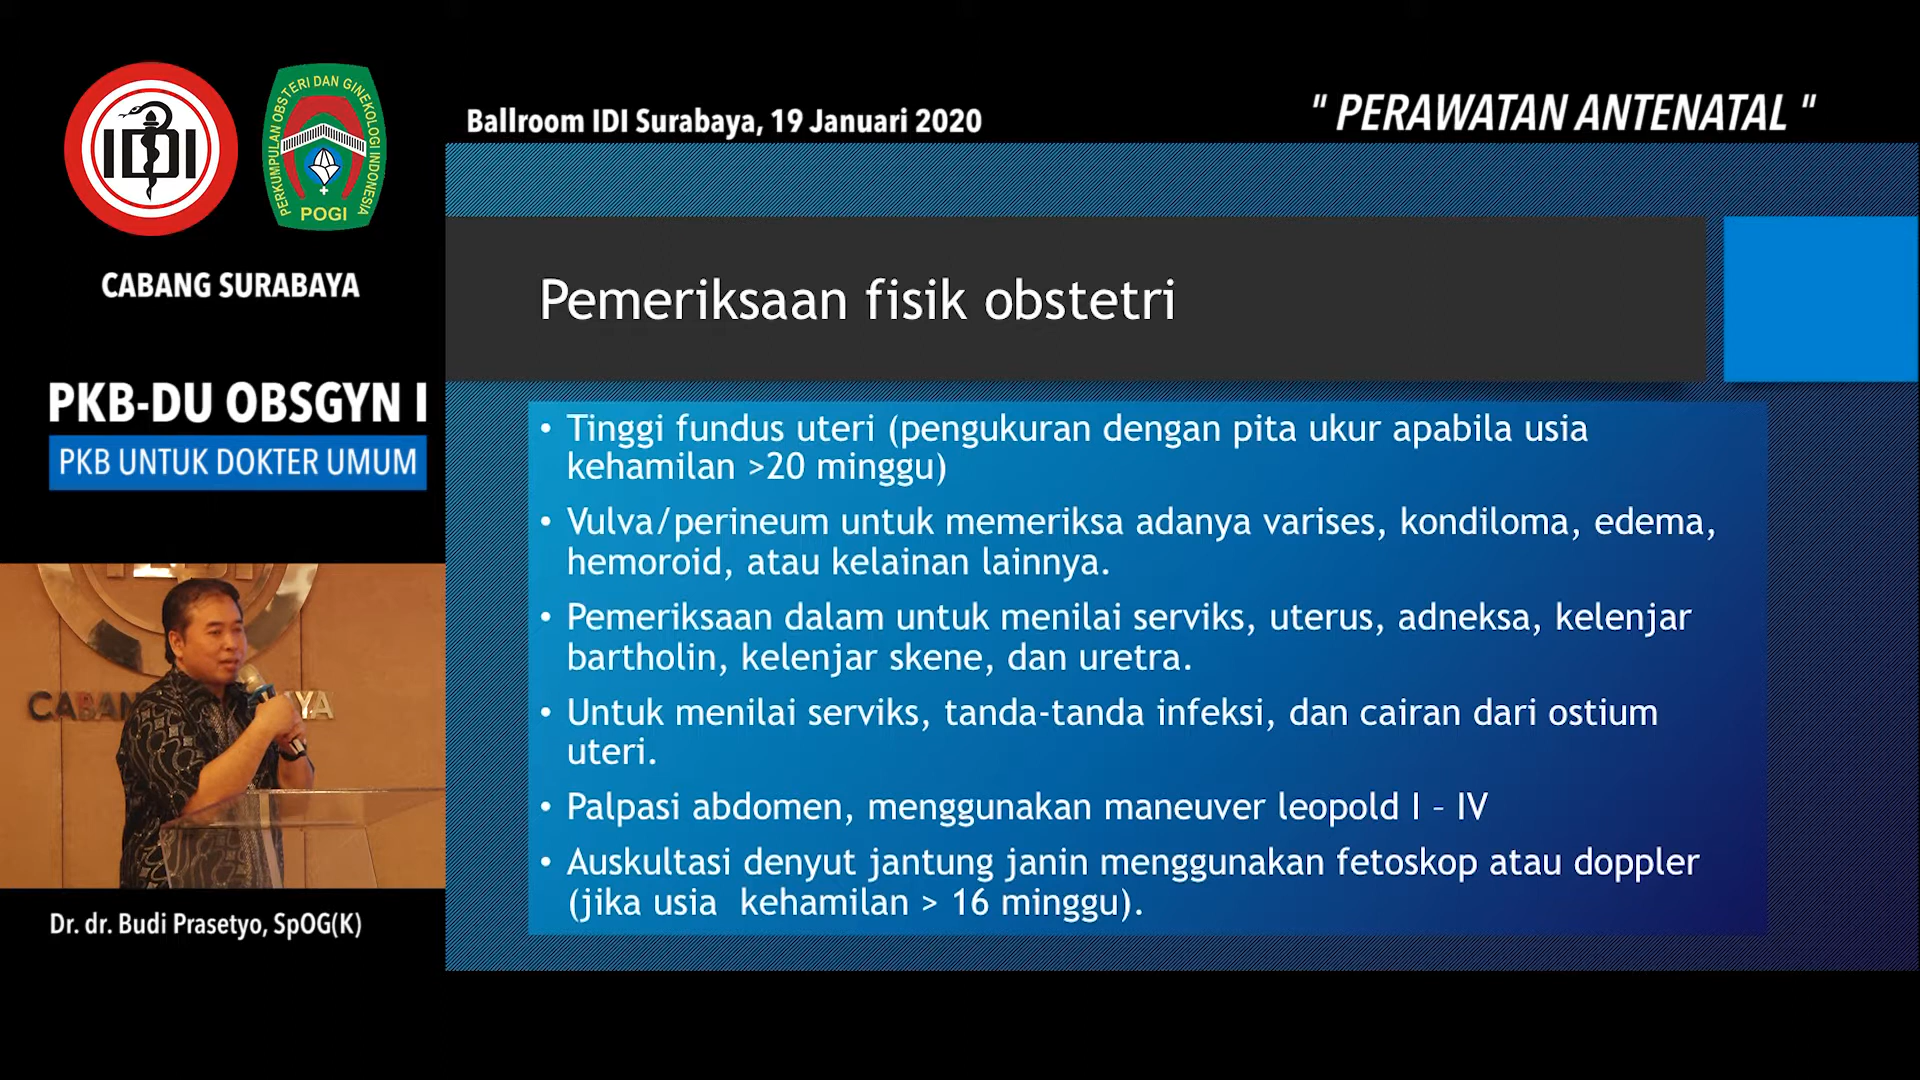 IDI
PERKUMPULAN OBSTETRI DAN GINEKOLOGI INDONESIA
POGI
CABANG SURABAYA
PKB-DU OBSGYN I
PKB UNTUK DOKTER UMUM
Ballroom IDI Surabaya, 19 Januari 2020
" PERAWATAN ANTENATAL "
Pemeriksaan fisik obstetri
• Tinggi fundus uteri (pengukuran dengan pita ukur apabila usia
kehamilan >20 minggu)
• Vulva/perineum untuk memeriksa adanya varises, kondiloma, edema,
hemoroid, atau kelainan lainnya.
• Pemeriksaan dalam untuk menilai serviks, uterus, adneksa, kelenjar
bartholin, kelenjar skene, dan uretra.
• Untuk menilai serviks, tanda-tanda infeksi, dan cairan dari ostium
uteri.
• Palpasi abdomen, menggunakan maneuver leopold I – IV
• Auskultasi denyut jantung janin menggunakan fetoskop atau doppler
(jika usia  kehamilan > 16 minggu).
Dr. dr. Budi Prasetyo, SpOG(K)